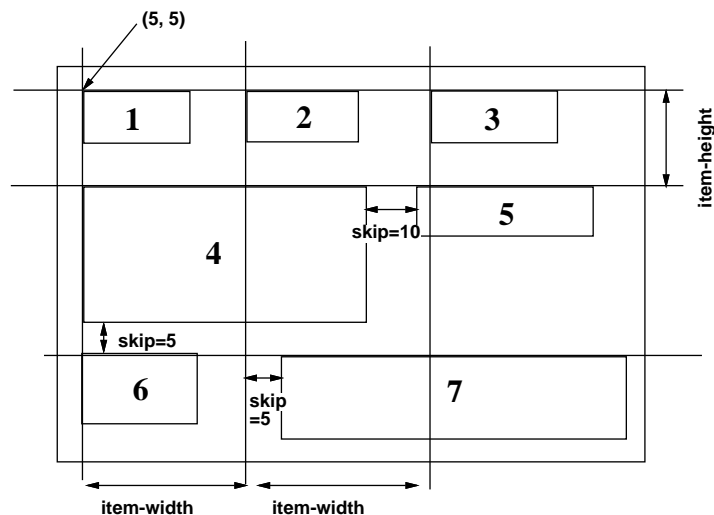 (5, 5)
1
2
3
item-height
4
skip=10
5
skip=5
6
skip
=5
7
item-width
item-width